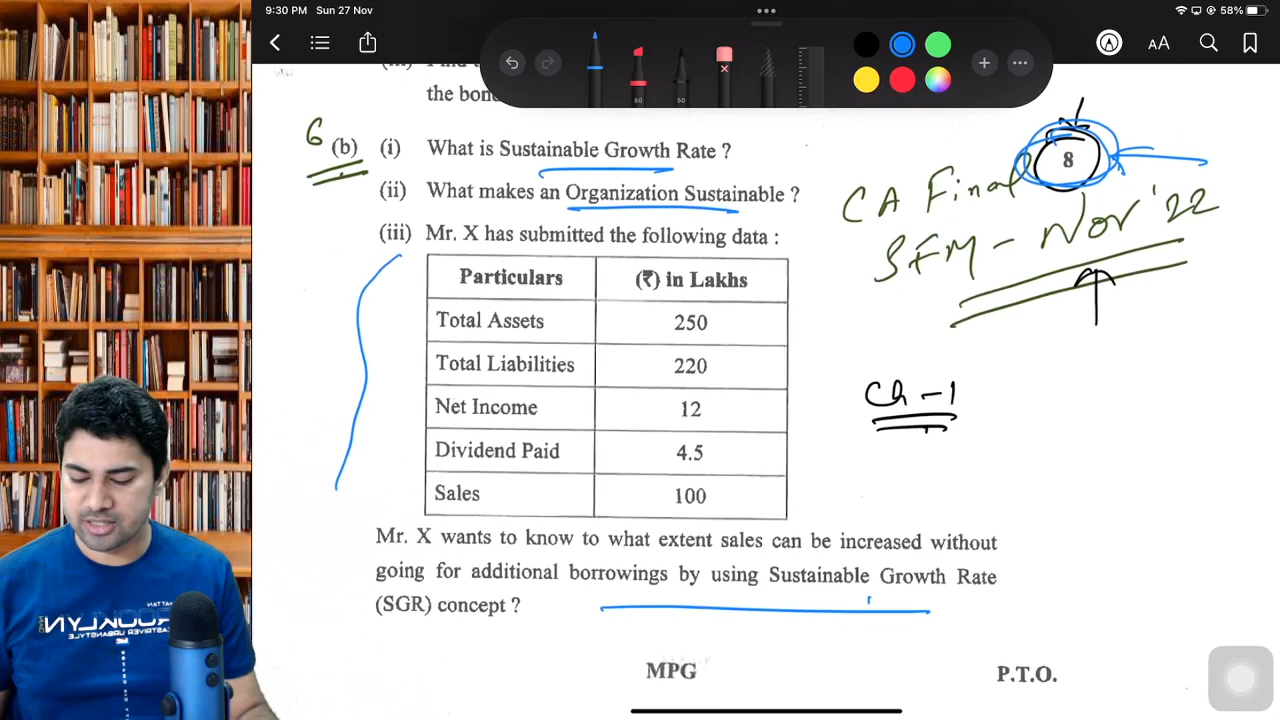 9:30 PM Sun 27 Nov
58%
AA
80
50
the bon
6 (b) (i) What is Sustainable Growth Rate ?
8
(ii) What makes an Organization Sustainable ?
CA Final
SFM - Nov'22
(iii) Mr. X has submitted the following data :
Particulars (₹) in Lakhs
Total Assets 250
Total Liabilities 220
Net Income 12
Dividend Paid 4.5
Sales 100
Ch - 1
Mr. X wants to know to what extent sales can be increased without
going for additional borrowings by using Sustainable Growth Rate
(SGR) concept ?
MPG P.T.O.